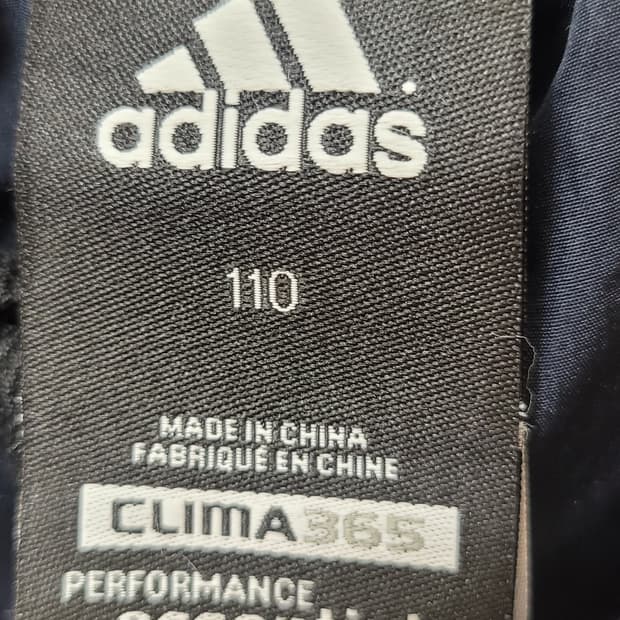 adidas
110
MADE IN CHINA
FABRIQUÉ EN CHINE
CLIMA365
PERFORMANCE